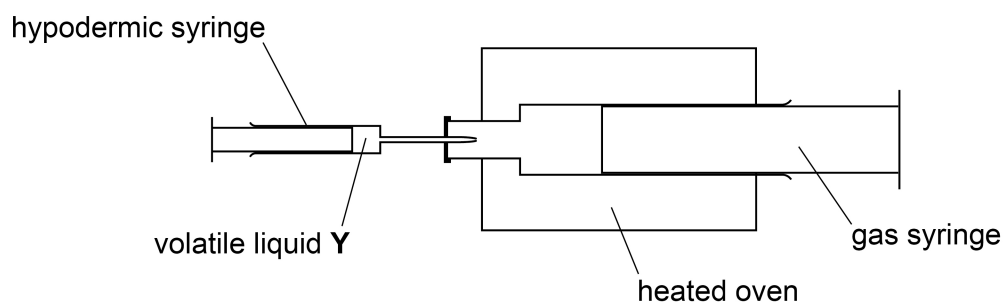 hypodermic syringe
volatile liquid Y
gas syringe
heated oven